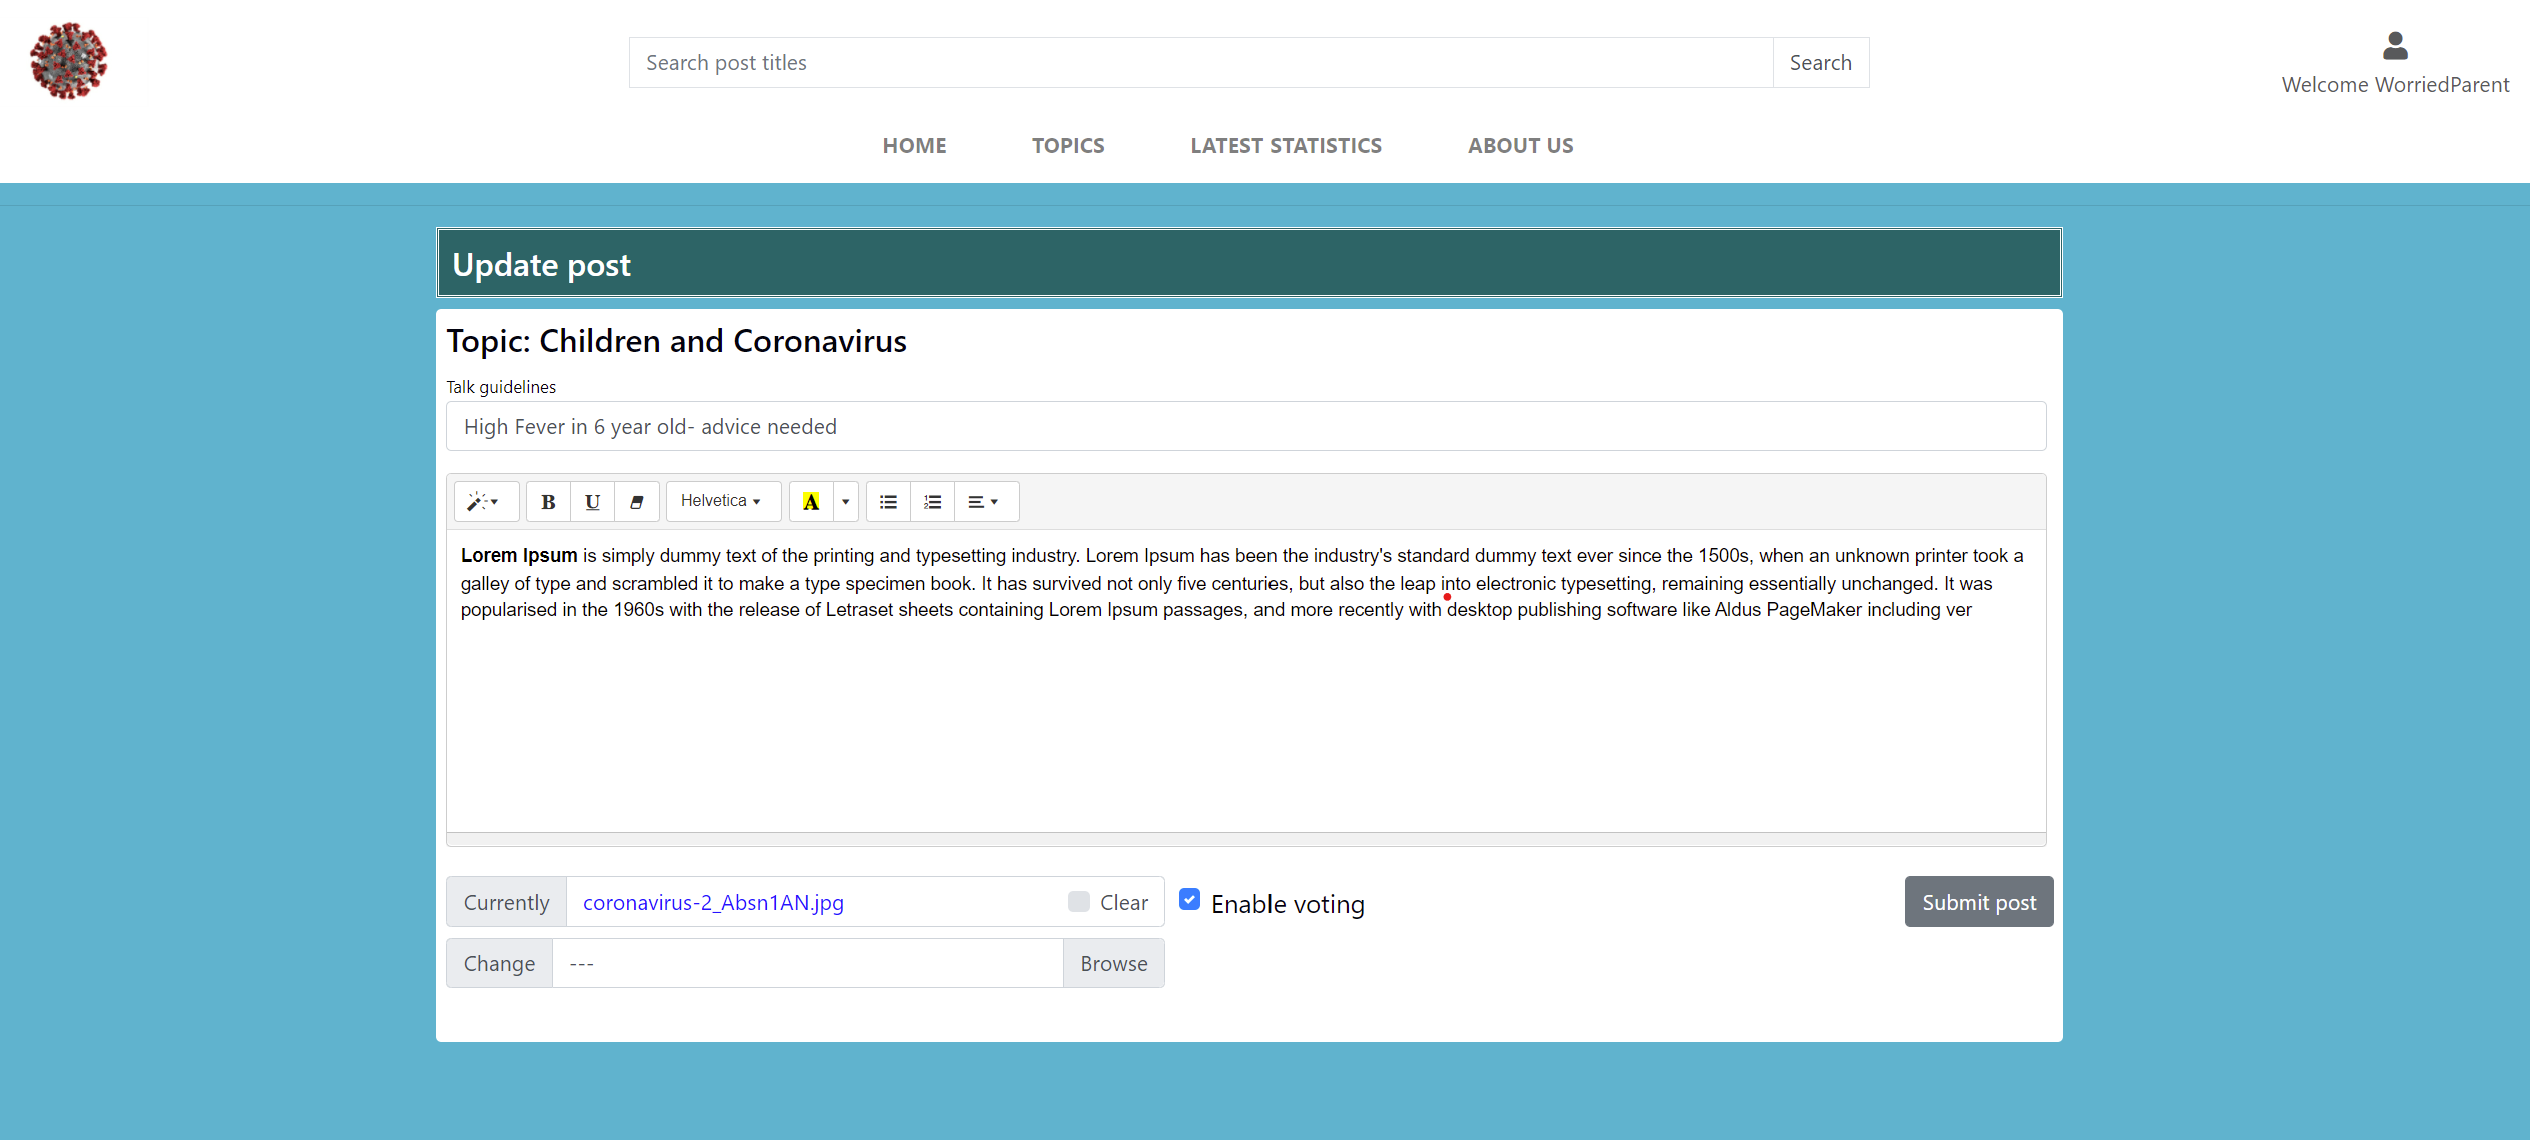 Search post titles
Search
Welcome WorriedParent
HOME TOPICS LATEST STATISTICS ABOUT US
Update post
Topic: Children and Coronavirus
Talk guidelines
High Fever in 6 year old- advice needed
B U Helvetica A
Lorem Ipsum is simply dummy text of the printing and typesetting industry. Lorem Ipsum has been the industry's standard dummy text ever since the 1500s, when an unknown printer took a
galley of type and scrambled it to make a type specimen book. It has survived not only five centuries, but also the leap into electronic typesetting, remaining essentially unchanged. It was
popularised in the 1960s with the release of Letraset sheets containing Lorem Ipsum passages, and more recently with desktop publishing software like Aldus PageMaker including ver
Currently coronavirus-2_Absn1AN.jpg Clear Enable voting Submit post
Change --- Browse